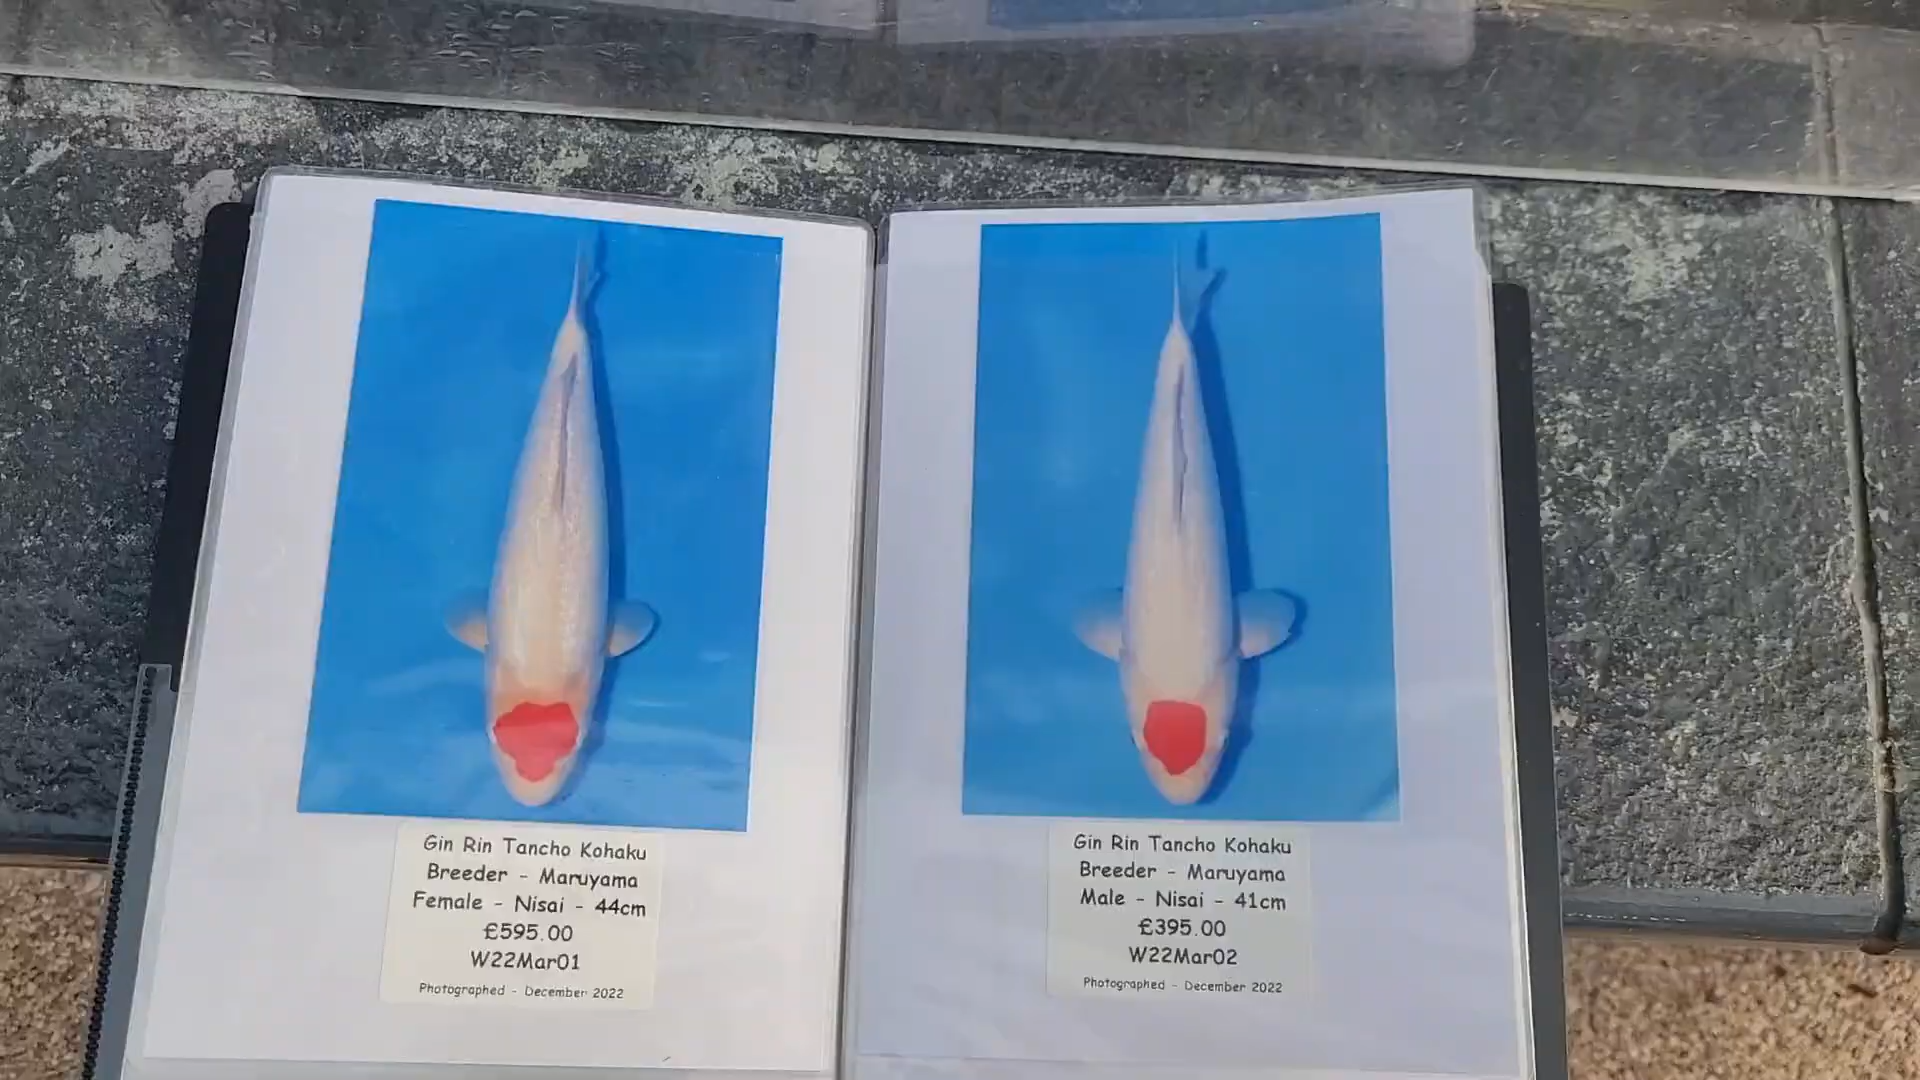 Gin Rin Tancho Kohaku
Breeder - Maruyama
Female - Nisai - 44cm
£595.00
W22Mar01
Photographed - December 2022
Gin Rin Tancho Kohaku
Breeder - Maruyama
Male - Nisai - 41cm
£395.00
W22Mar02
Photographed - December 2022